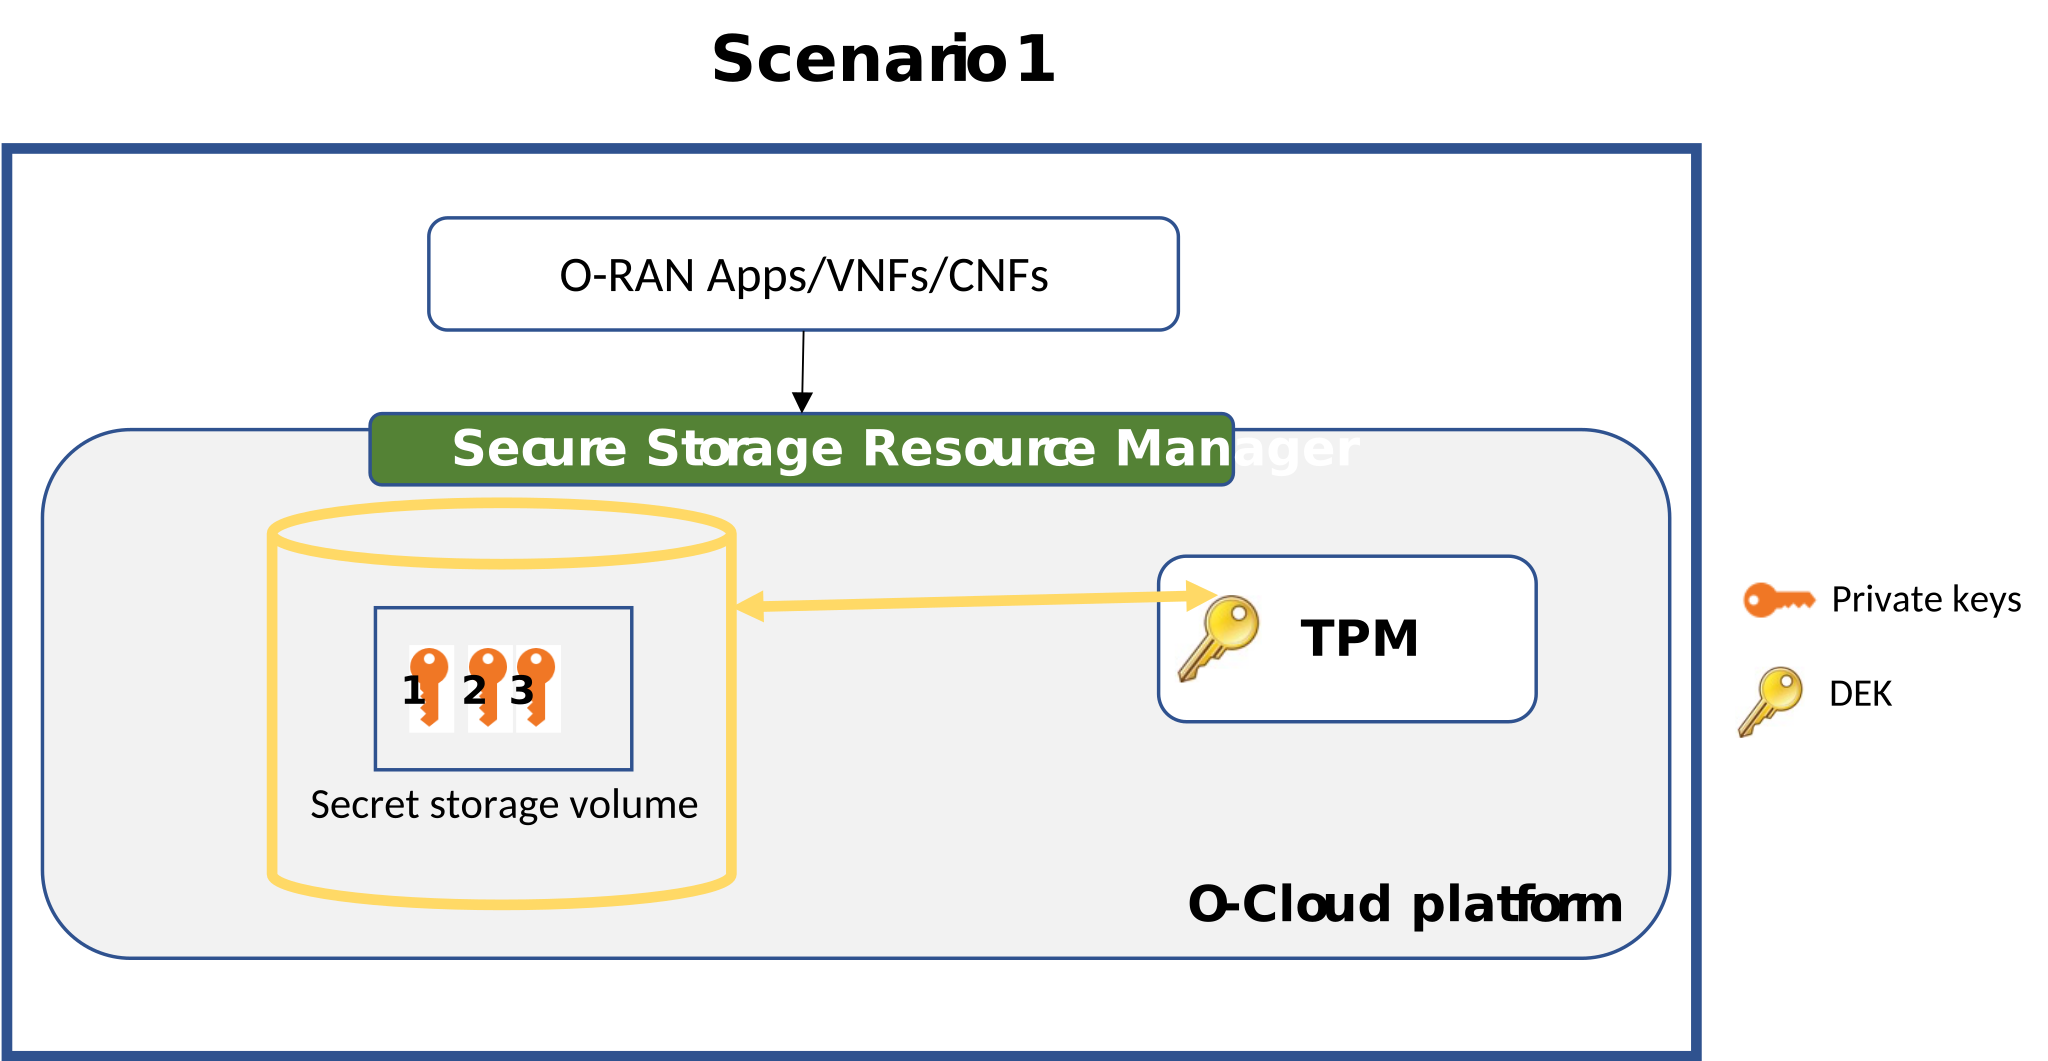 Scenario 1
O-RAN Apps/VNFs/CNFs
Secure Storage Resource Manager
TPM
1 2 3
Secret storage volume
O-Cloud platform
Private keys
DEK